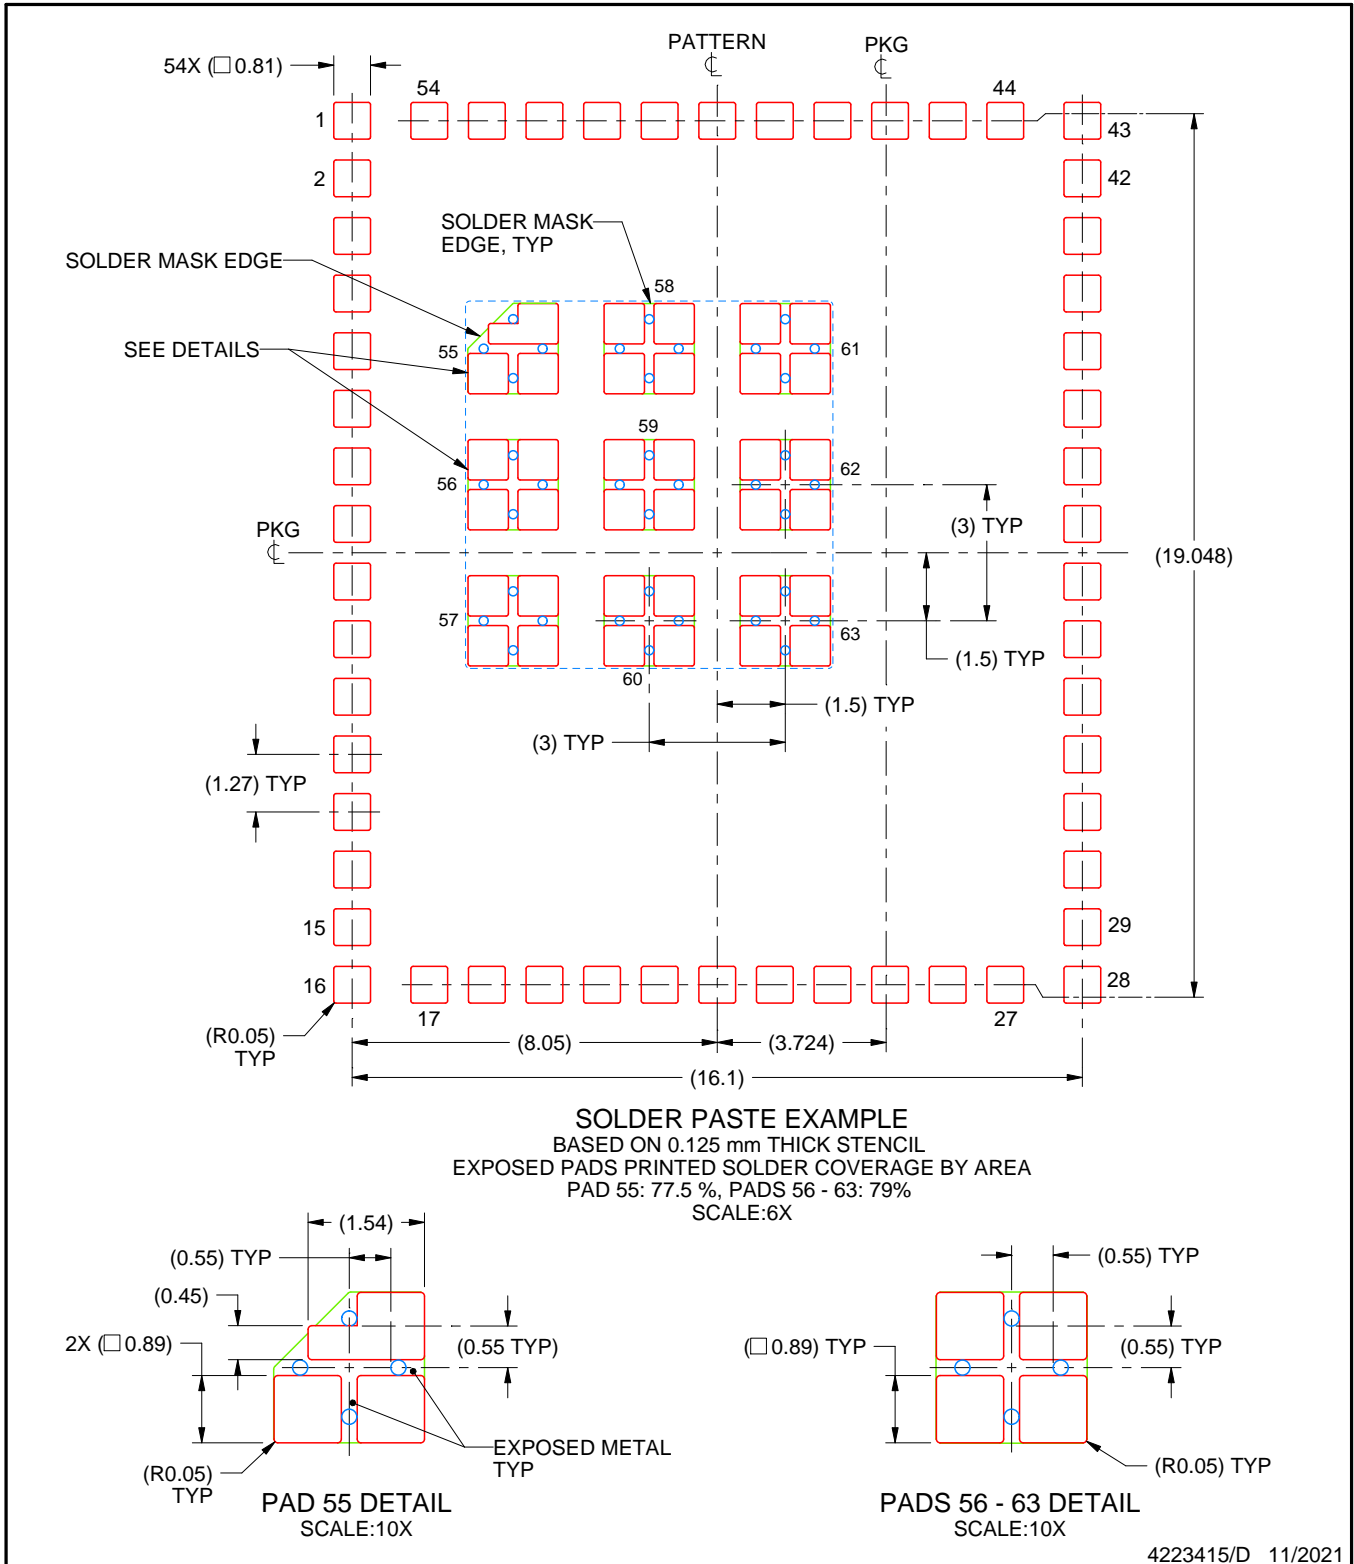 PATTERN
PKG
℄
℄
54X (□ 0.81)
54
44
1
43
2
42
SOLDER MASK
EDGE, TYP
SOLDER MASK EDGE
58
SEE DETAILS
55
61
59
56
62
(3) TYP
PKG
℄
(19.048)
57
63
(1.5) TYP
60
(1.5) TYP
(3) TYP
(1.27) TYP
15
29
16
28
17
27
(R0.05)
TYP
(8.05)
(3.724)
(16.1)
SOLDER PASTE EXAMPLE
BASED ON 0.125 mm THICK STENCIL
EXPOSED PADS PRINTED SOLDER COVERAGE BY AREA
PAD 55: 77.5 %, PADS 56 - 63: 79%
SCALE:6X
(1.54)
(0.55) TYP
(0.45)
2X (□ 0.89)
(0.55 TYP)
EXPOSED METAL
TYP
(R0.05)
TYP
PAD 55 DETAIL
SCALE:10X
(0.55) TYP
(□ 0.89) TYP
(0.55) TYP
(R0.05) TYP
PADS 56 - 63 DETAIL
SCALE:10X
4223415/D 11/2021